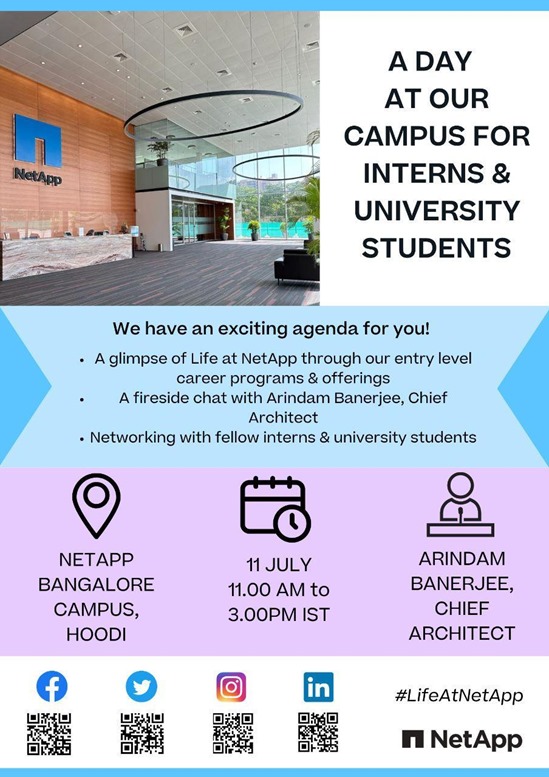 NetApp
A DAY
AT OUR
CAMPUS FOR
INTERNS &
UNIVERSITY
STUDENTS
We have an exciting agenda for you!
• A glimpse of Life at NetApp through our entry level
career programs & offerings
• A fireside chat with Arindam Banerjee, Chief
Architect
• Networking with fellow interns & university students
NETAPP
BANGALORE
CAMPUS,
HOODI
11 JULY
11.00 AM to
3.00PM IST
ARINDAM
BANERJEE,
CHIEF
ARCHITECT
#LifeAtNetApp
NetApp